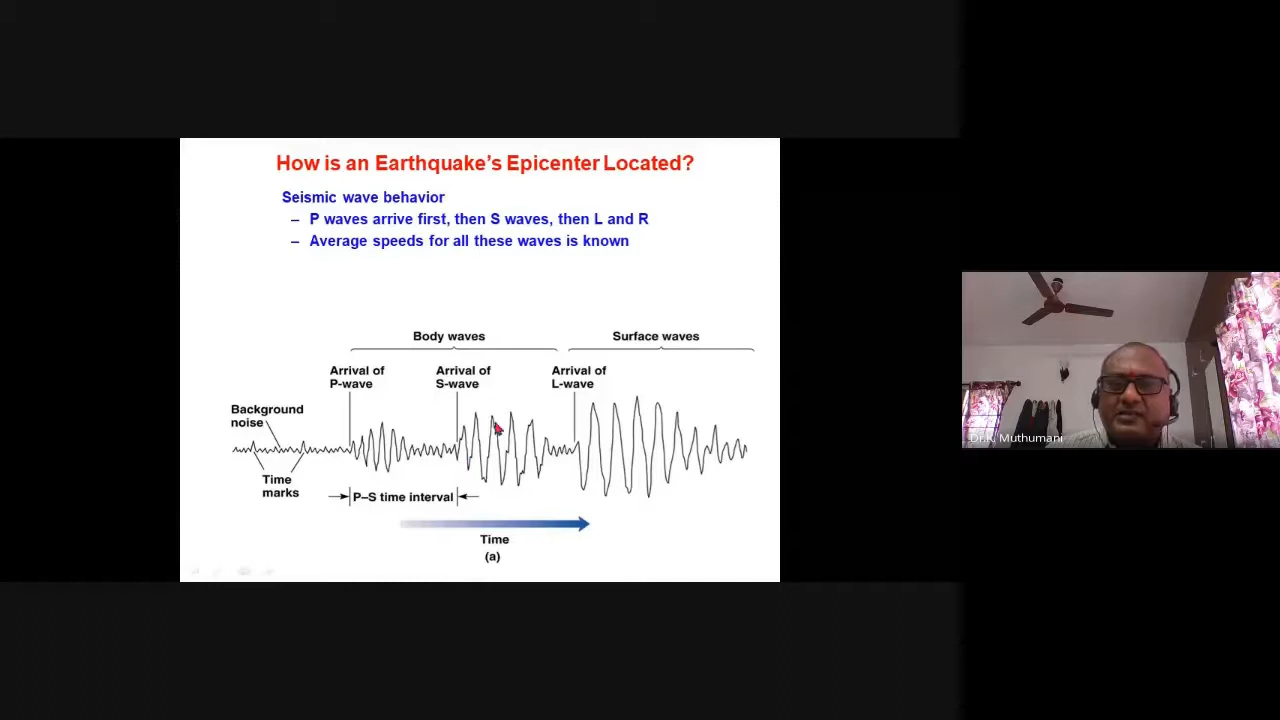 How is an Earthquake's Epicenter Located?
Seismic wave behavior
– P waves arrive first, then S waves, then L and R
– Average speeds for all these waves is known
Body waves
Surface waves
Arrival of
P-wave
Arrival of
S-wave
Arrival of
L-wave
Background
noise
Time
marks
P–S time interval
Time
(a)
Dr.K. Muthumani